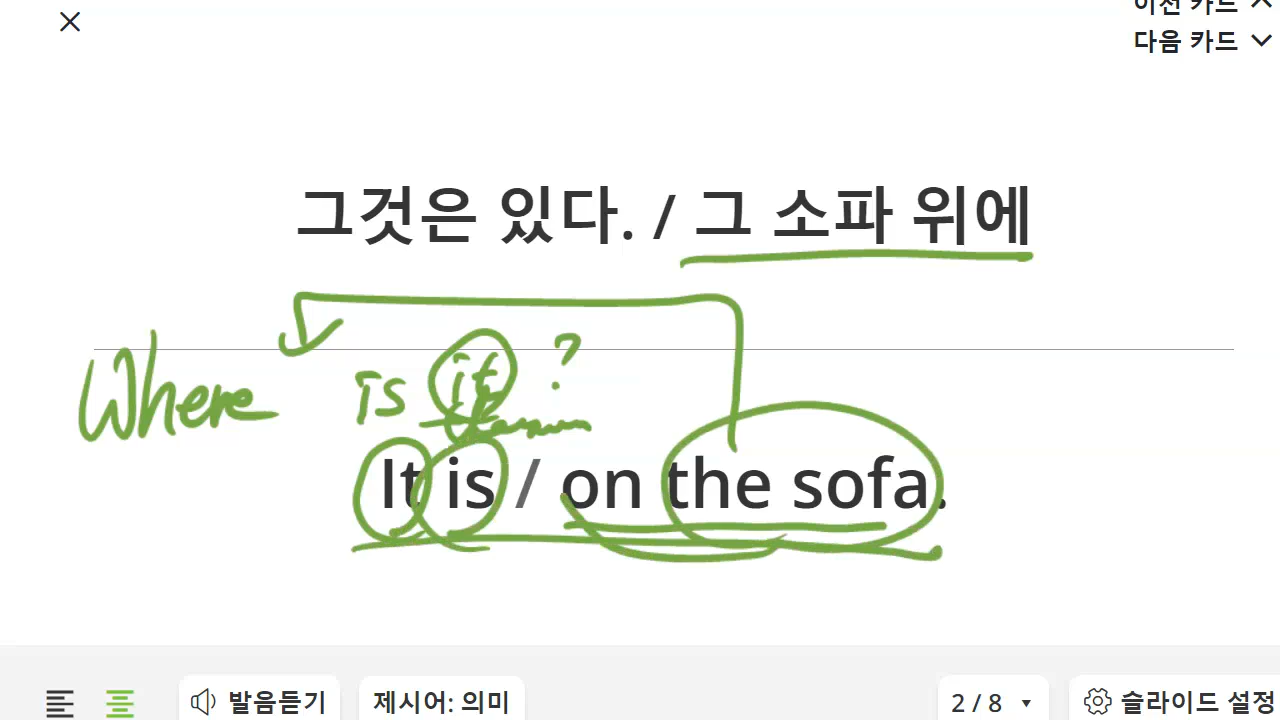 이전 카드
다음 카드
그것은 있다. / 그 소파 위에
Where is it ?
It is / on the sofa.
발음듣기 제시어: 의미 2 / 8 슬라이드 설정